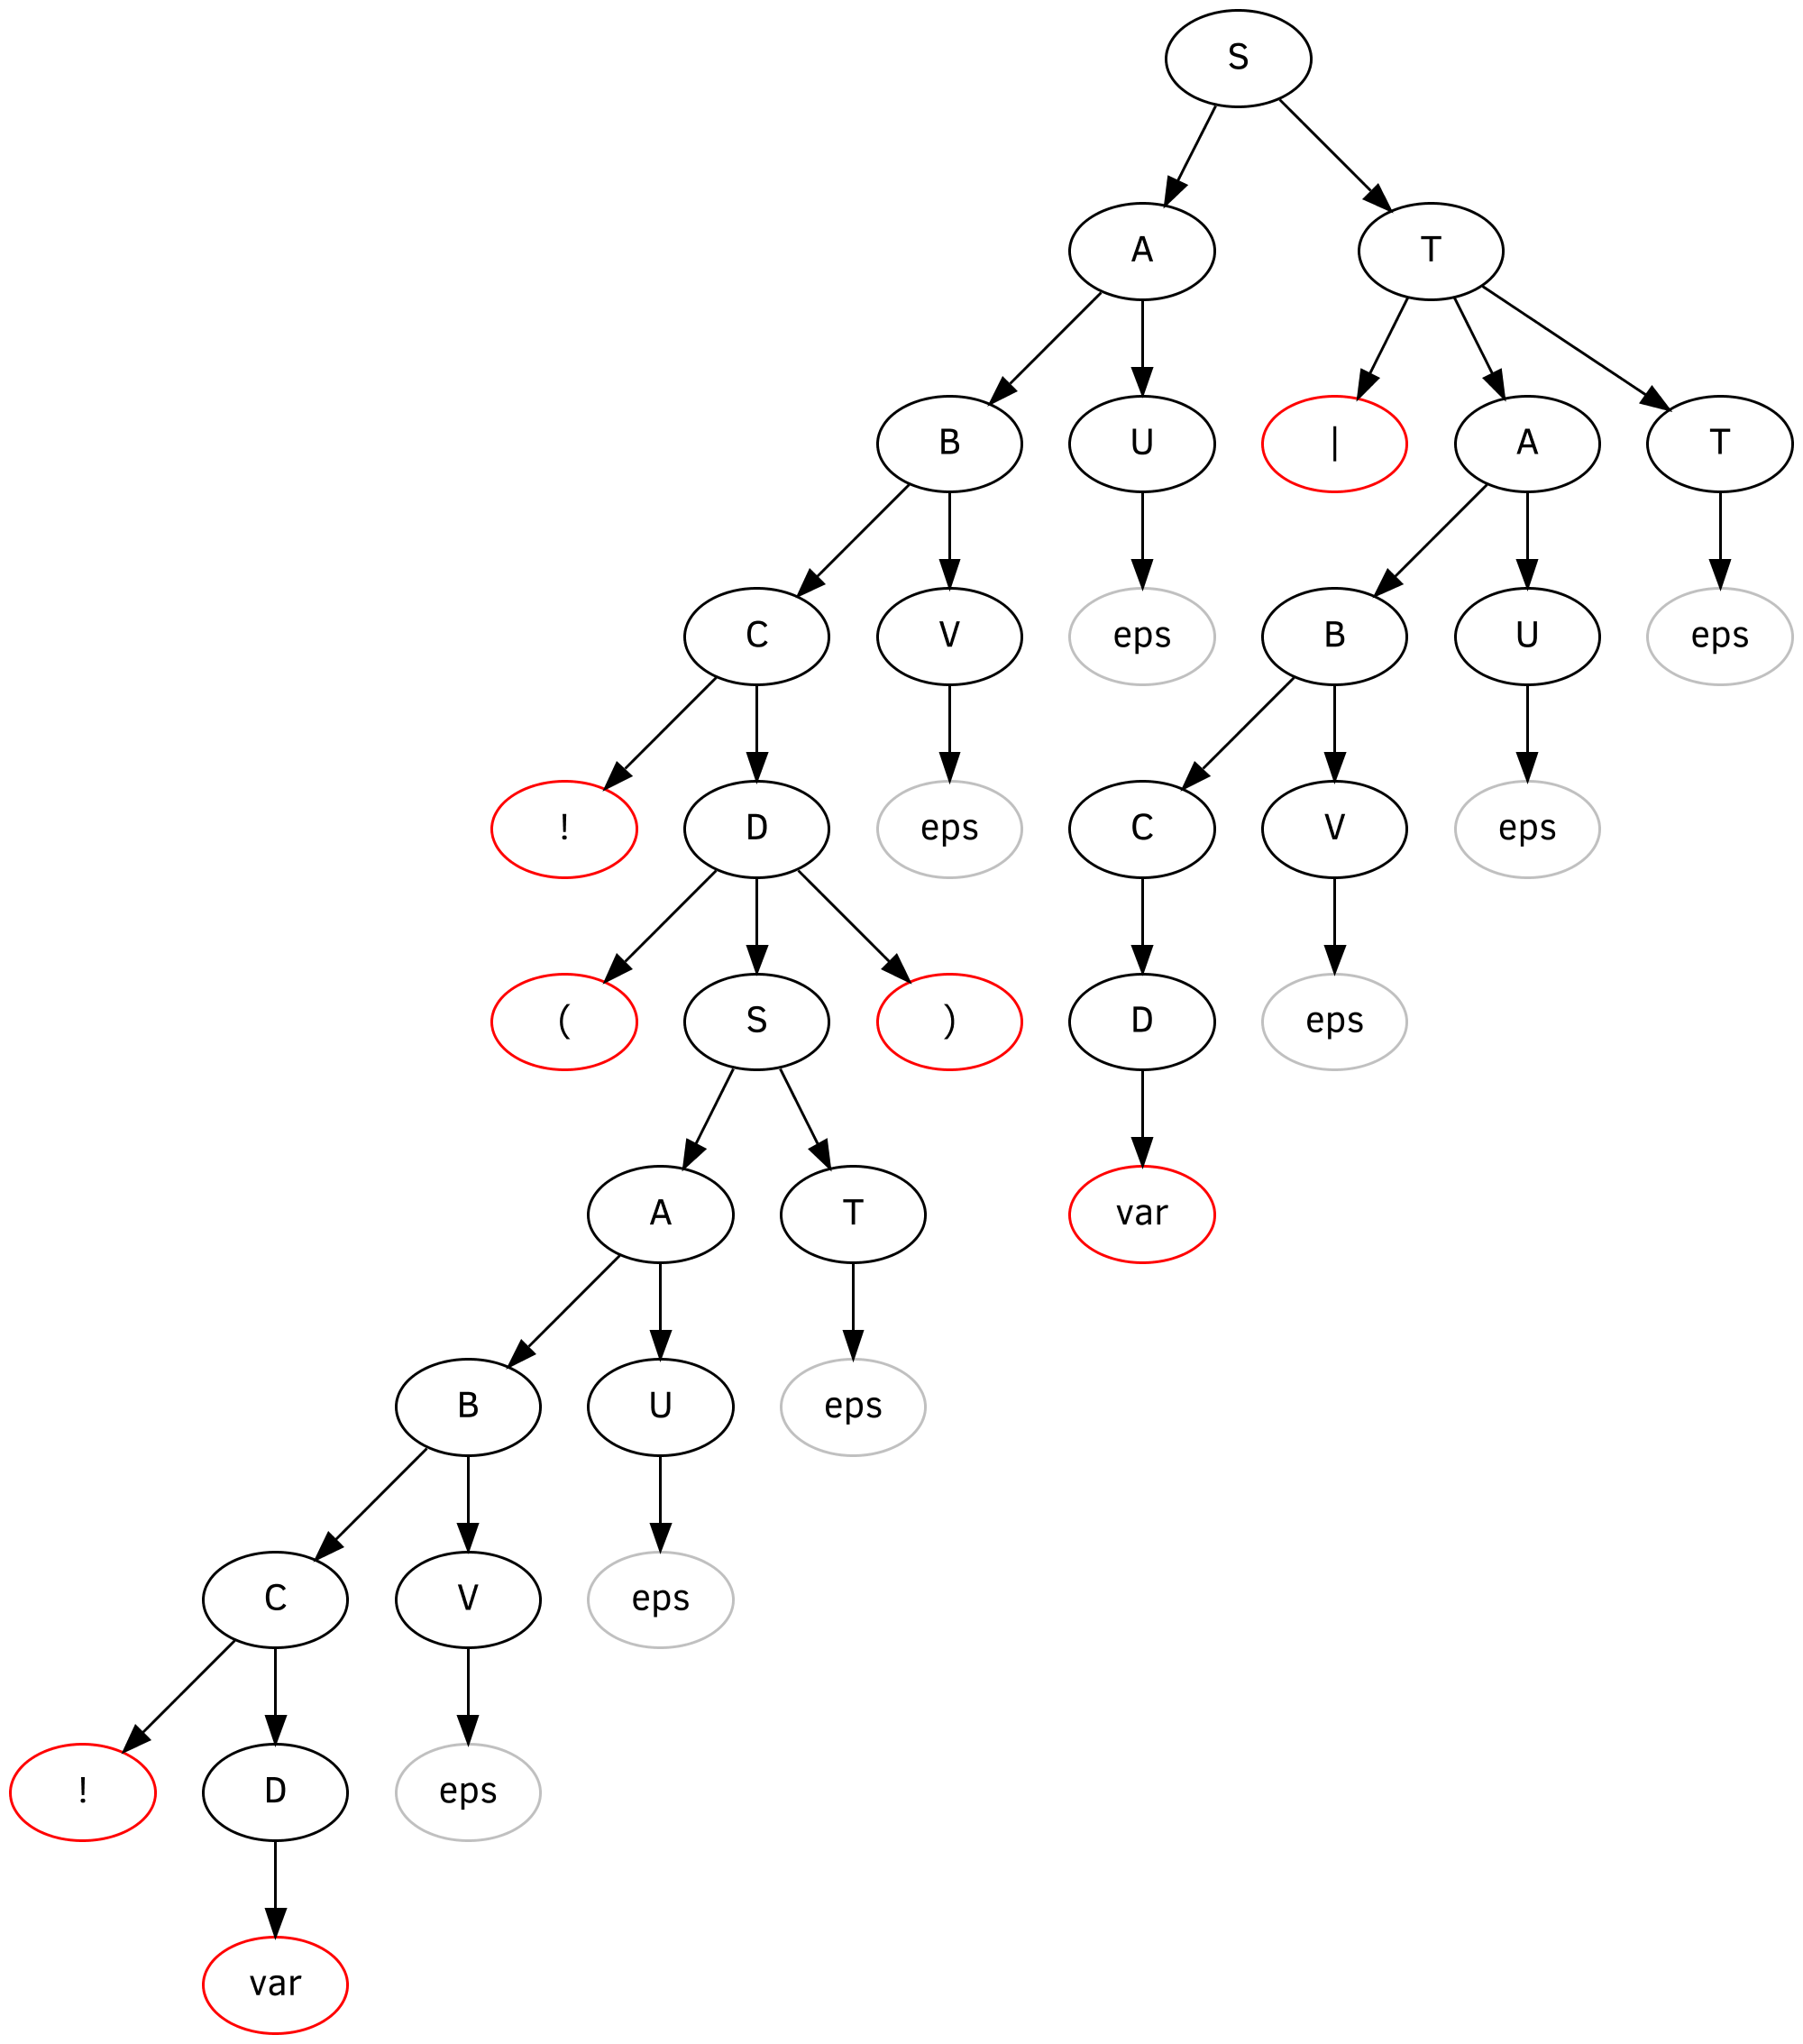 S
A T
B U | A T
C V eps B U eps
! D eps C V eps
( S ) D eps
A T var
B U eps
C V eps
! D eps
var